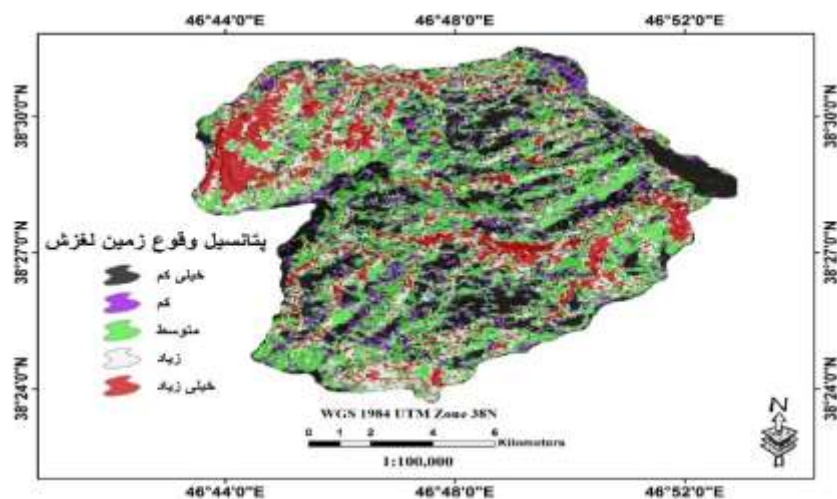 46°44'0"E 46°48'0"E 46°52'0"E
38°30'0"N 38°30'0"N
پتانسیل وقوع زمین لغزش
38°27'0"N 38°27'0"N
خیلی کم
کم
متوسط
زیاد
خیلی زیاد
38°24'0"N 38°24'0"N
WGS 1984 UTM Zone 38N
0 1 2 4 6
Kilometers
1:100,000
N
46°44'0"E 46°48'0"E 46°52'0"E